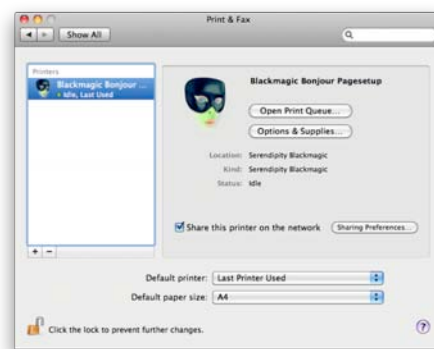 Print & Fax
Show All
Printers
Blackmagic Bonjour ...
Idle, Last Used
Blackmagic Bonjour Pagesetup
Open Print Queue...
Options & Supplies...
Location: Serendipity Blackmagic
Kind: Serendipity Blackmagic
Status: Idle
Share this printer on the network
Sharing Preferences...
+ −
Default printer: Last Printer Used
Default paper size: A4
Click the lock to prevent further changes.
?